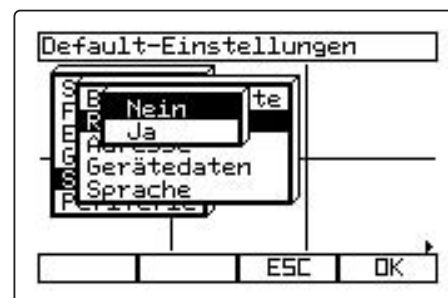 Default-Einstellungen
Nein
Ja
Gerätedaten
Sprache
ESC
OK